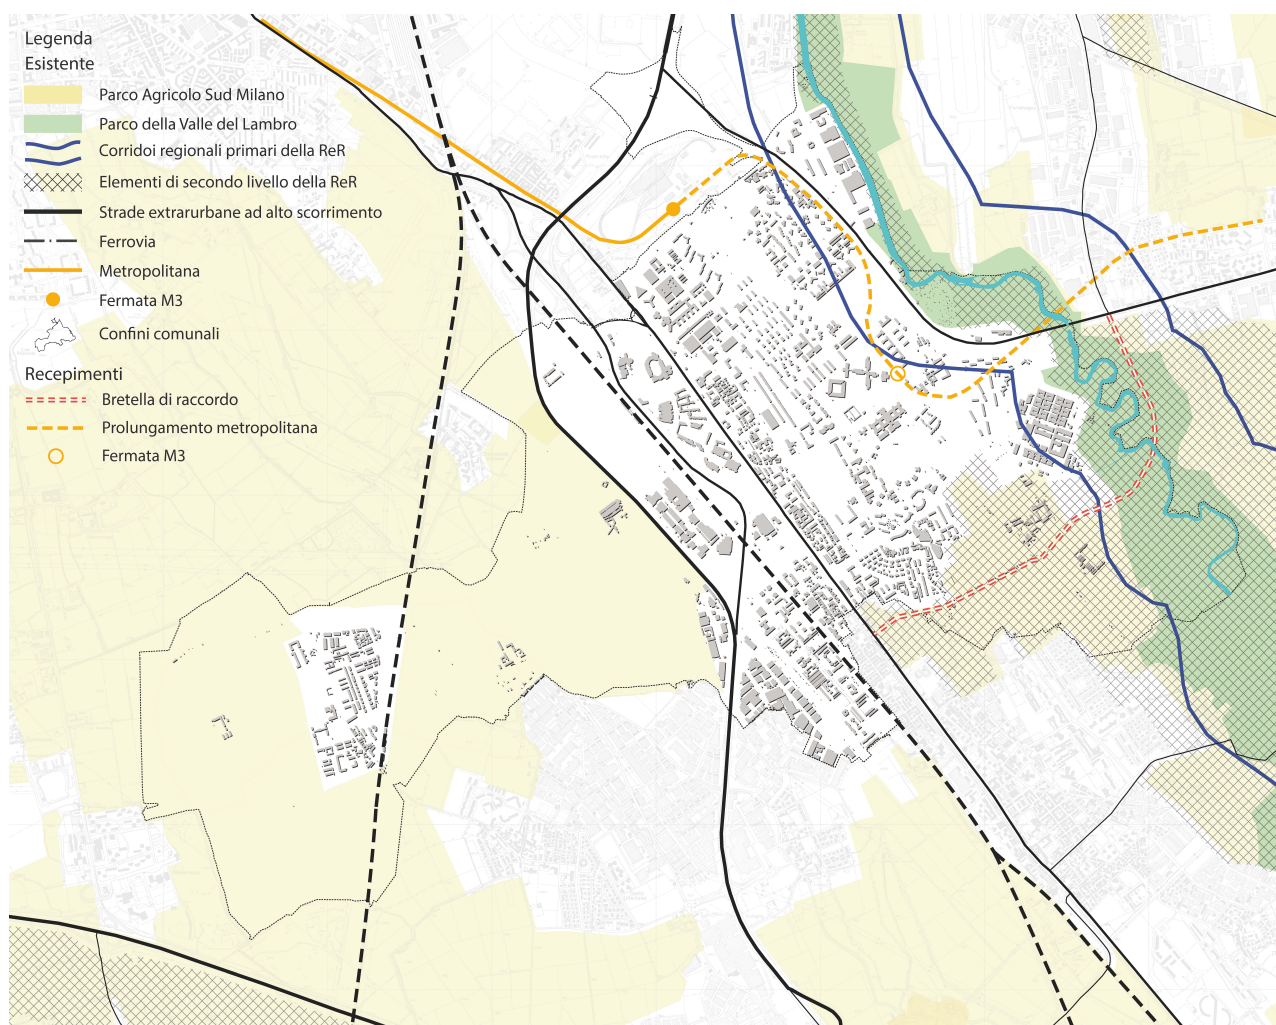 Legenda
Esistente
Parco Agricolo Sud Milano
Parco della Valle del Lambro
Corridoi regionali primari della ReR
Elementi di secondo livello della ReR
Strade extrarurbane ad alto scorrimento
Ferrovia
Metropolitana
Fermata M3
Confini comunali
Recepimenti
Bretella di raccordo
Prolungamento metropolitana
Fermata M3